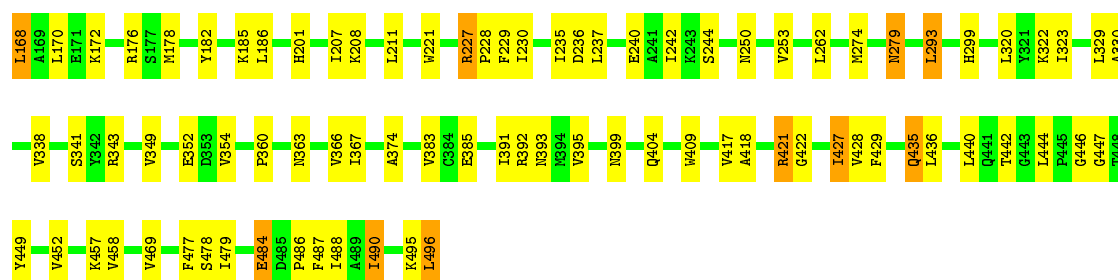 L168 A169 L170 E171 K172 R176 S177 M178 Y182 K185 L186 H201 I207 K208 L211 W221 R227 P228 F229 I230 I235 D236 L237 E240 A241 I242 K243 S244 N250 V253 L262 M274 N279 L293 H299 L320 Y321 K322 I323 L329 A330
V338 S341 Y342 R343 V349 E352 D353 V354 P360 N363 V366 I367 A374 V383 C384 E385 I391 R392 N393 M394 V395 N399 Q404 W409 V417 A418 R421 G422 I427 V428 F429 Q435 L436 L440 Q441 T442 G443 L444 P445 G446 G447 T448
Y449 V452 K457 V458 V469 F477 S478 I479 E484 D485 P486 F487 I488 A489 I490 K495 L496